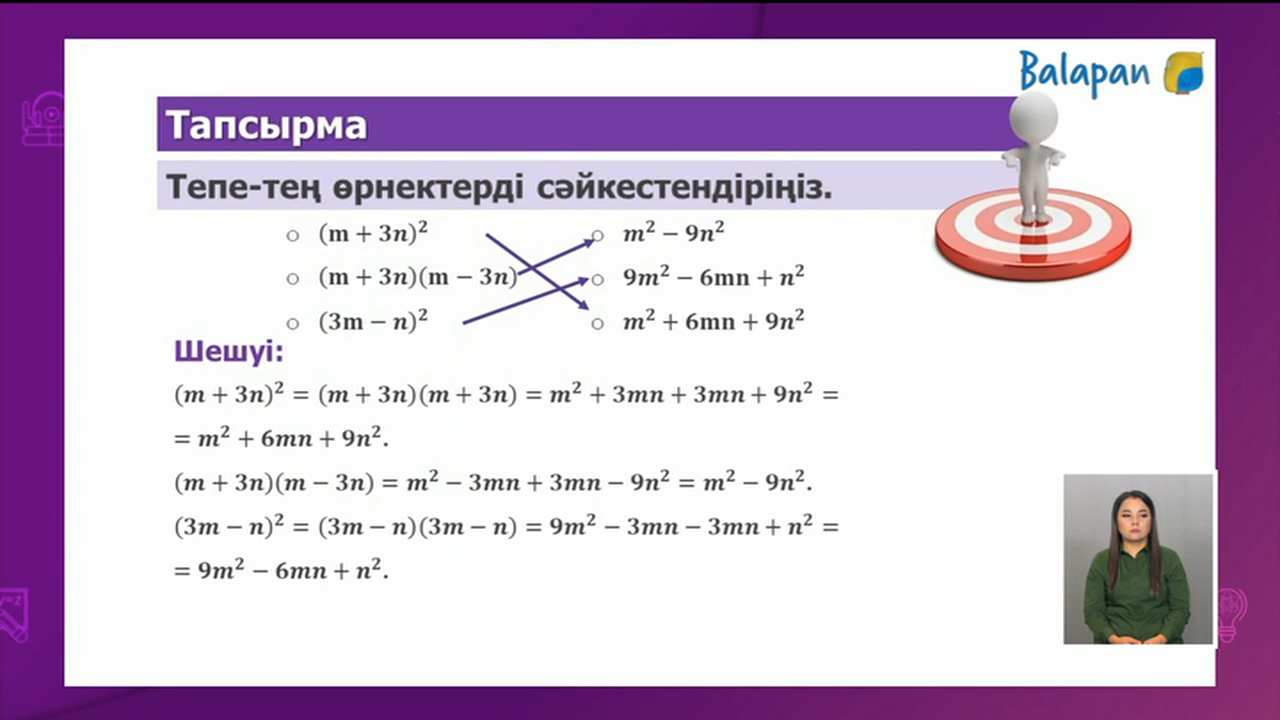 Balapan
Тапсырма
Тепе-тең өрнектерді сәйкестендіріңіз.
(m + 3n)² m² − 9n²
(m + 3n)(m − 3n) 9m² − 6mn + n²
(3m − n)² m² + 6mn + 9n²
Шешуі:
(m + 3n)² = (m + 3n)(m + 3n) = m² + 3mn + 3mn + 9n² =
= m² + 6mn + 9n².
(m + 3n)(m − 3n) = m² − 3mn + 3mn − 9n² = m² − 9n².
(3m − n)² = (3m − n)(3m − n) = 9m² − 3mn − 3mn + n² =
= 9m² − 6mn + n².